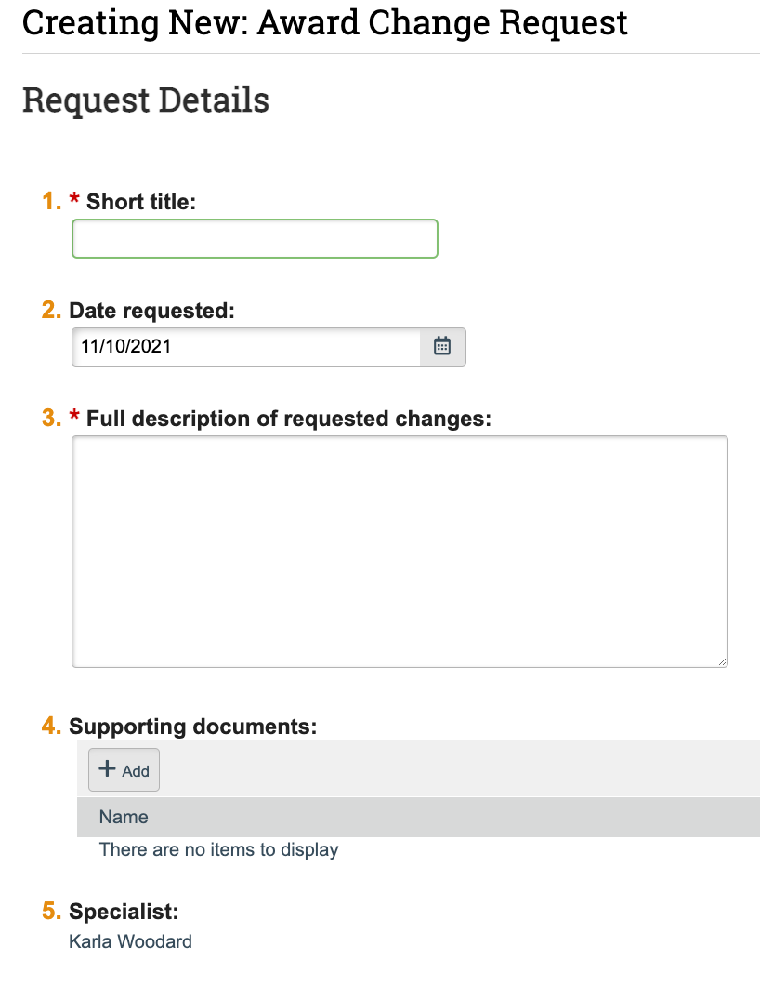 Creating New: Award Change Request
Request Details
1. * Short title:
2. Date requested:
11/10/2021
3. * Full description of requested changes:
4. Supporting documents:
+ Add
Name
There are no items to display
5. Specialist:
Karla Woodard